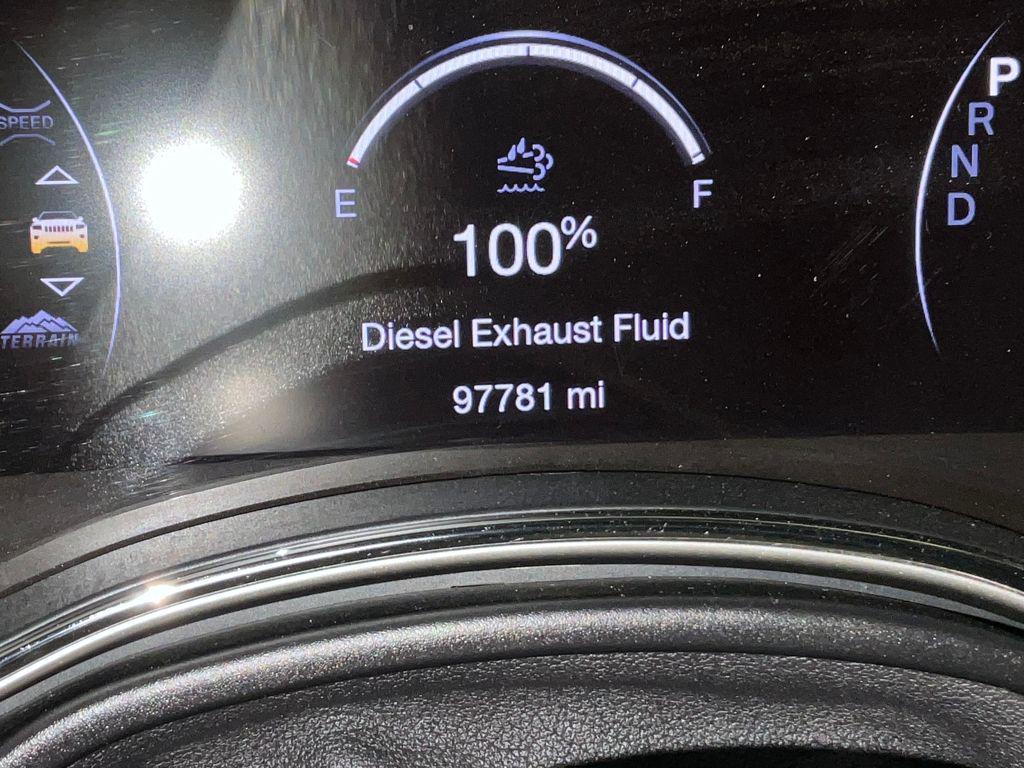 SPEED
TERRAIN
E
F
100%
Diesel Exhaust Fluid
97781 mi
P
R
N
D